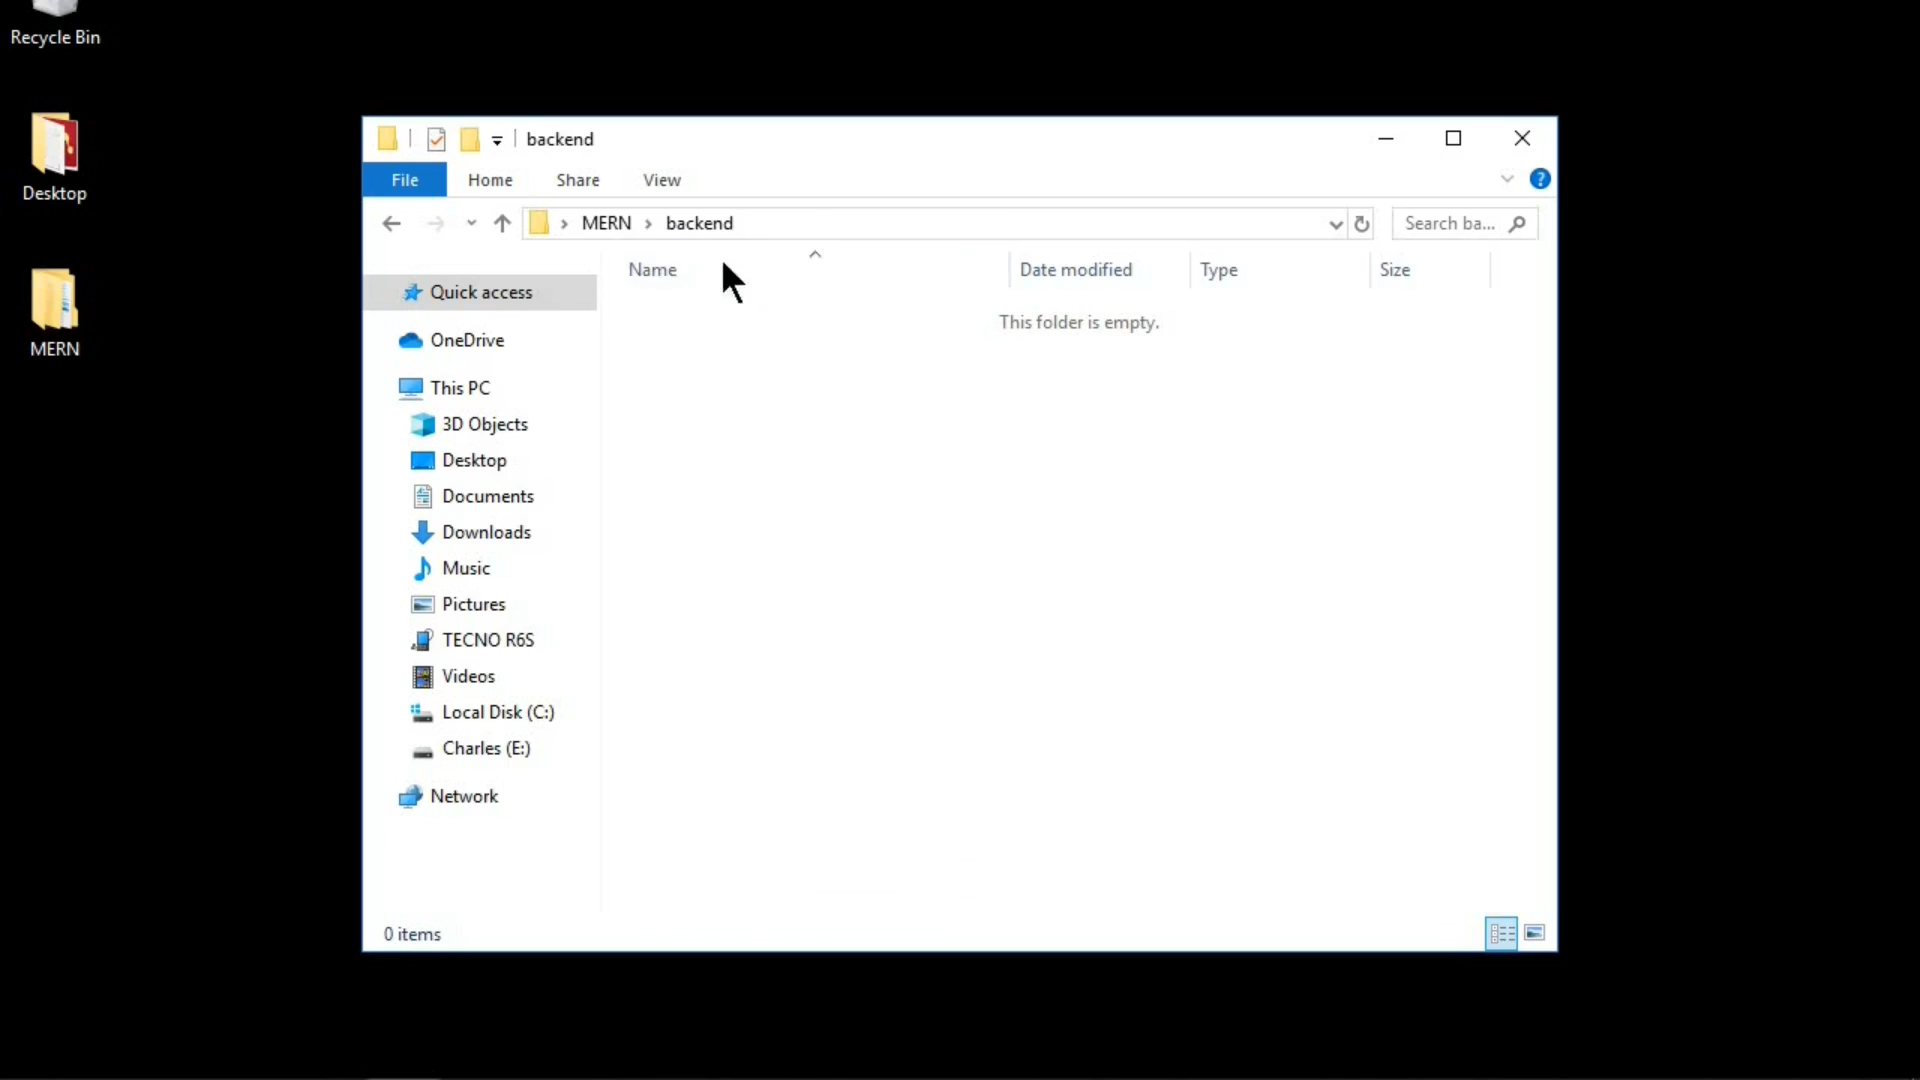 Recycle Bin
Desktop
MERN
backend
File Home Share View
MERN > backend
Search ba...
Name Date modified Type Size
This folder is empty.
Quick access
OneDrive
This PC
3D Objects
Desktop
Documents
Downloads
Music
Pictures
TECNO R6S
Videos
Local Disk (C:)
Charles (E:)
Network
0 items